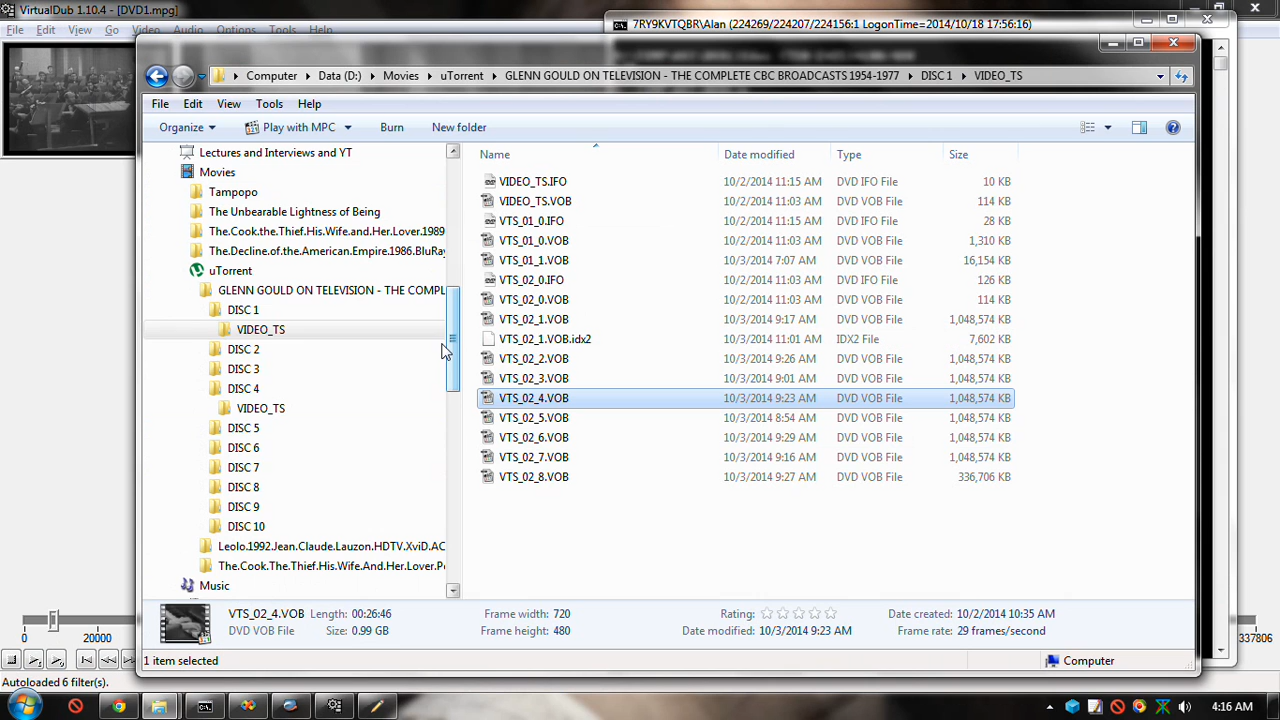 VirtualDub 1.10.4 - [DVD1.mpg]
7RY9KVTQBR\Alan (224269/224207/224156:1 LogonTime=2014/10/18 17:56:16)
File Edit View Go Video Audio Options Tools Help
Computer Data (D:) Movies uTorrent GLENN GOULD ON TELEVISION - THE COMPLETE CBC BROADCASTS 1954-1977 DISC 1 VIDEO_TS
File Edit View Tools Help
Organize Play with MPC Burn New folder
Lectures and Interviews and YT
Movies
Tampopo
The Unbearable Lightness of Being
The.Cook.the.Thief.His.Wife.and.Her.Lover.1989
The.Decline.of.the.American.Empire.1986.BluRay
uTorrent
GLENN GOULD ON TELEVISION - THE COMPL
DISC 1
VIDEO_TS
DISC 2
DISC 3
DISC 4
VIDEO_TS
DISC 5
DISC 6
DISC 7
DISC 8
DISC 9
DISC 10
Leolo.1992.Jean.Claude.Lauzon.HDTV.XviD.AC
The.Cook.The.Thief.His.Wife.And.Her.Lover.P
Music
Name Date modified Type Size
VIDEO_TS.IFO 10/2/2014 11:15 AM DVD IFO File 10 KB
VIDEO_TS.VOB 10/2/2014 11:03 AM DVD VOB File 114 KB
VTS_01_0.IFO 10/2/2014 11:15 AM DVD IFO File 28 KB
VTS_01_0.VOB 10/2/2014 11:03 AM DVD VOB File 1,310 KB
VTS_01_1.VOB 10/3/2014 7:07 AM DVD VOB File 16,154 KB
VTS_02_0.IFO 10/2/2014 11:03 AM DVD IFO File 126 KB
VTS_02_0.VOB 10/2/2014 11:03 AM DVD VOB File 114 KB
VTS_02_1.VOB 10/3/2014 9:17 AM DVD VOB File 1,048,574 KB
VTS_02_1.VOB.idx2 10/3/2014 11:01 AM IDX2 File 7,602 KB
VTS_02_2.VOB 10/3/2014 9:26 AM DVD VOB File 1,048,574 KB
VTS_02_3.VOB 10/3/2014 9:01 AM DVD VOB File 1,048,574 KB
VTS_02_4.VOB 10/3/2014 9:23 AM DVD VOB File 1,048,574 KB
VTS_02_5.VOB 10/3/2014 8:54 AM DVD VOB File 1,048,574 KB
VTS_02_6.VOB 10/3/2014 9:29 AM DVD VOB File 1,048,574 KB
VTS_02_7.VOB 10/3/2014 9:16 AM DVD VOB File 1,048,574 KB
VTS_02_8.VOB 10/3/2014 9:27 AM DVD VOB File 336,706 KB
VTS_02_4.VOB Length: 00:26:46 Frame width: 720 Rating: Date created: 10/2/2014 10:35 AM
DVD VOB File Size: 0.99 GB Frame height: 480 Date modified: 10/3/2014 9:23 AM Frame rate: 29 frames/second
0 20000 337806
1 item selected Computer
Autoloaded 6 filter(s).
4:16 AM